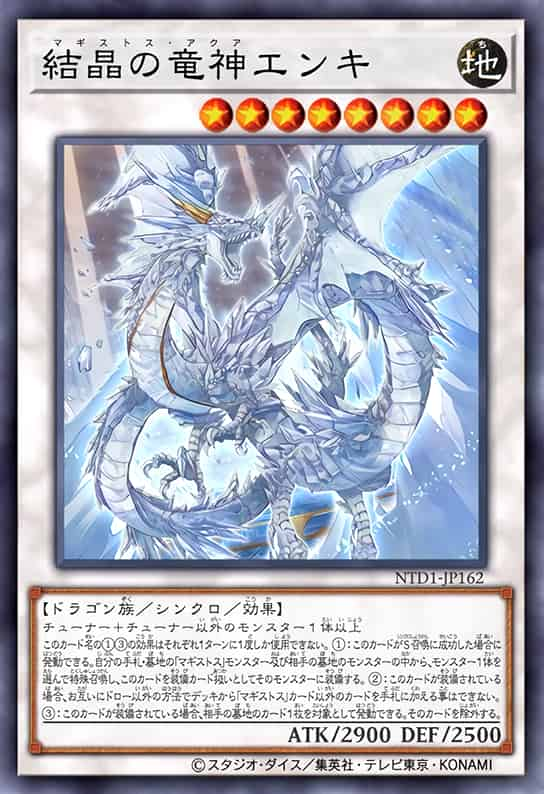 マギストス・アクア
結晶の竜神エンキ
ち
地
NTD1-JP162
【ドラゴン族／シンクロ／効果】
チューナー＋チューナー以外のモンスター１体以上
このカード名の①③の効果はそれぞれ1ターンに1度しか使用できない。①：このカードがS召喚に成功した場合に
発動できる。自分の手札・墓地の「マギストス」モンスター及び相手の墓地のモンスターの中から、モンスター1体を
選んで特殊召喚し、このカードを装備カード扱いとしてそのモンスターに装備する。②：このカードが装備されている
場合、お互いにドロー以外の方法でデッキから「マギストス」カード以外のカードを手札に加える事はできない。
③：このカードが装備されている場合、相手の墓地のカード1枚を対象として発動できる。そのカードを除外する。
ATK/2900 DEF/2500
©スタジオ・ダイス／集英社・テレビ東京・KONAMI